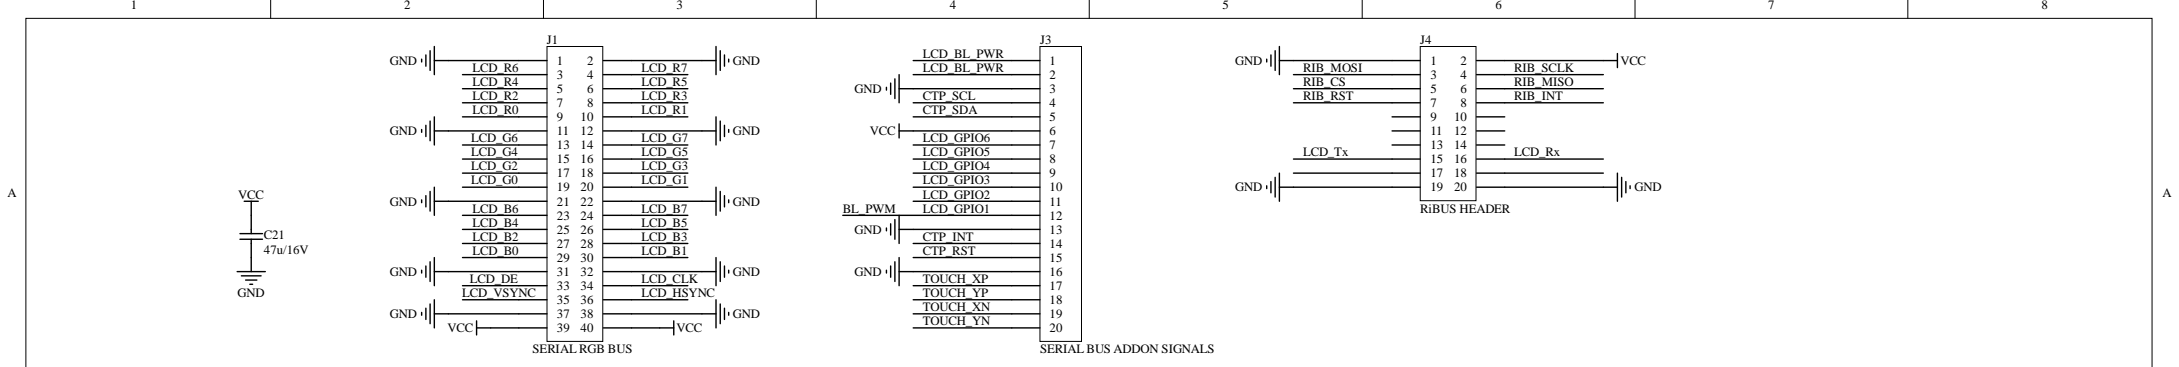 1 2 3 4 5 6 7 8
A A
VCC
C21
47u/16V
GND
J1
GND 1 2 GND
LCD_R6 3 4 LCD_R7
LCD_R4 5 6 LCD_R5
LCD_R2 7 8 LCD_R3
LCD_R0 9 10 LCD_R1
GND 11 12 GND
LCD_G6 13 14 LCD_G7
LCD_G4 15 16 LCD_G5
LCD_G2 17 18 LCD_G3
LCD_G0 19 20 LCD_G1
GND 21 22 GND
LCD_B6 23 24 LCD_B7
LCD_B4 25 26 LCD_B5
LCD_B2 27 28 LCD_B3
LCD_B0 29 30 LCD_B1
GND 31 32 GND
LCD_DE 33 34 LCD_CLK
LCD_VSYNC 35 36 LCD_HSYNC
GND 37 38 GND
VCC 39 40 VCC
SERIAL RGB BUS
J3
LCD_BL_PWR 1
LCD_BL_PWR 2
GND 3
CTP_SCL 4
CTP_SDA 5
VCC 6
LCD_GPIO6 7
LCD_GPIO5 8
LCD_GPIO4 9
LCD_GPIO3 10
LCD_GPIO2 11
BL_PWM LCD_GPIO1 12
GND 13
CTP_INT 14
CTP_RST 15
GND 16
TOUCH_XP 17
TOUCH_YP 18
TOUCH_XN 19
TOUCH_YN 20
SERIAL BUS ADDON SIGNALS
J4
GND 1 2 VCC
RIB_MOSI 3 4 RIB_SCLK
RIB_CS 5 6 RIB_MISO
RIB_RST 7 8 RIB_INT
9 10
11 12
13 14
LCD_Tx 15 16 LCD_Rx
17 18
GND 19 20 GND
RiBUS HEADER